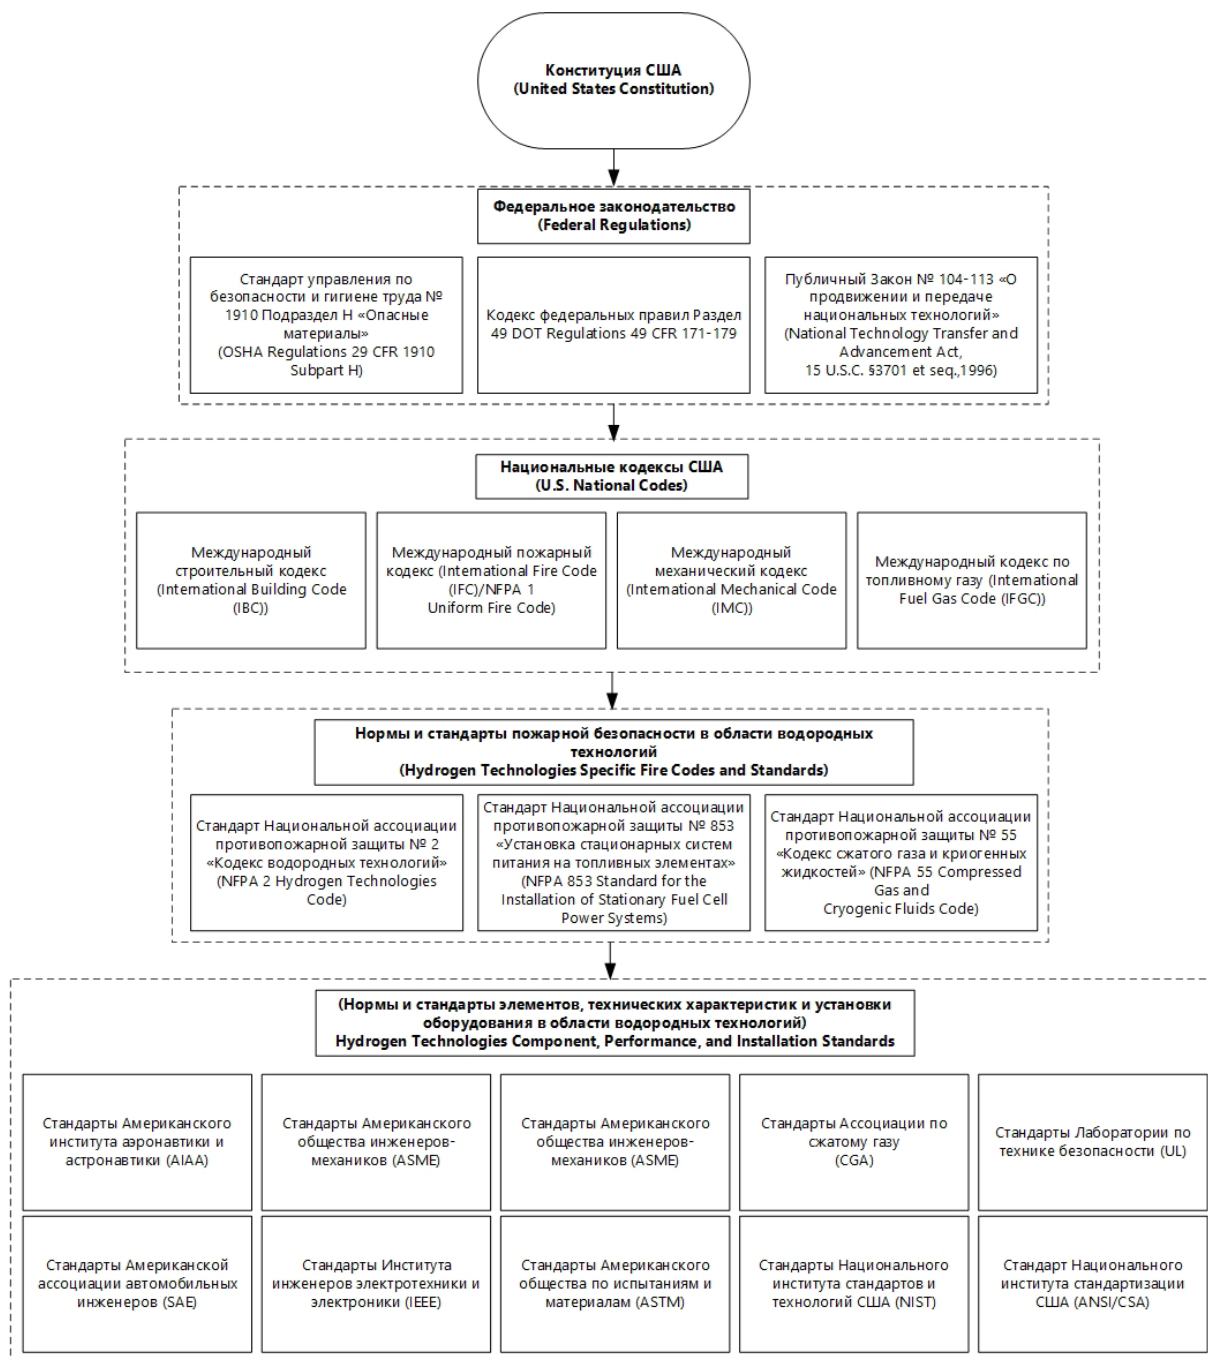 Конституция США
(United States Constitution)
Федеральное законодательство
(Federal Regulations)
Стандарт управления по
безопасности и гигиене труда №
1910 Подраздел H «Опасные
материалы»
(OSHA Regulations 29 CFR 1910
Subpart H)
Кодекс федеральных правил Раздел
49 DOT Regulations 49 CFR 171-179
Публичный Закон № 104-113 «О
продвижении и передаче
национальных технологий»
(National Technology Transfer and
Advancement Act,
15 U.S.C. §3701 et seq.,1996)
Национальные кодексы США
(U.S. National Codes)
Международный
строительный кодекс
(International Building Code
(IBC))
Международный пожарный
кодекс (International Fire Code
(IFC)/NFPA 1
Uniform Fire Code)
Международный
механический кодекс
(International Mechanical Code
(IMC))
Международный кодекс по
топливному газу (International
Fuel Gas Code (IFGC))
Нормы и стандарты пожарной безопасности в области водородных
технологий
(Hydrogen Technologies Specific Fire Codes and Standards)
Стандарт Национальной ассоциации
противопожарной защиты № 2
«Кодекс водородных технологий»
(NFPA 2 Hydrogen Technologies
Code)
Стандарт Национальной ассоциации
противопожарной защиты № 853
«Установка стационарных систем
питания на топливных элементах»
(NFPA 853 Standard for the
Installation of Stationary Fuel Cell
Power Systems)
Стандарт Национальной ассоциации
противопожарной защиты № 55
«Кодекс сжатого газа и криогенных
жидкостей» (NFPA 55 Compressed
Gas and
Cryogenic Fluids Code)
(Нормы и стандарты элементов, технических характеристик и установки
оборудования в области водородных технологий)
Hydrogen Technologies Component, Performance, and Installation Standards
Стандарты Американского
института аэронавтики и
астронавтики (AIAA)
Стандарты Американского
общества инженеров-
механиков (ASME)
Стандарты Американского
общества инженеров-
механиков (ASME)
Стандарты Ассоциации по
сжатому газу
(CGA)
Стандарты Лаборатории по
технике безопасности (UL)
Стандарты Американской
ассоциации автомобильных
инженеров (SAE)
Стандарты Института
инженеров электротехники и
электроники (IEEE)
Стандарты Американского
общества по испытаниям и
материалам (ASTM)
Стандарты Национального
института стандартов и
технологий США (NIST)
Стандарт Национального
института стандартизации
США (ANSI/CSA)